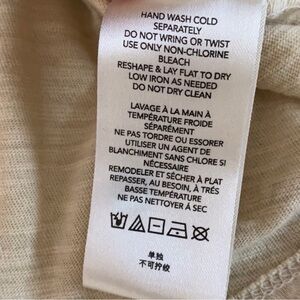 HAND WASH COLD
SEPARATELY
DO NOT WRING OR TWIST
USE ONLY NON-CHLORINE
BLEACH
RESHAPE & LAY FLAT TO DRY
LOW IRON AS NEEDED
DO NOT DRY CLEAN
LAVAGE À LA MAIN À
TEMPÉRATURE FROIDE
SÉPARÉMENT
NE PAS TORDRE OU ESSORER
UTILISER UN AGENT DE
BLANCHIMENT SANS CHLORE SI
NÉCESSAIRE
REMODELER ET SÉCHER À PLAT
REPASSER, AU BESOIN, À TRÈS
BASSE TEMPÉRATURE
NE PAS NETTOYER À SEC
单独
不可拧绞